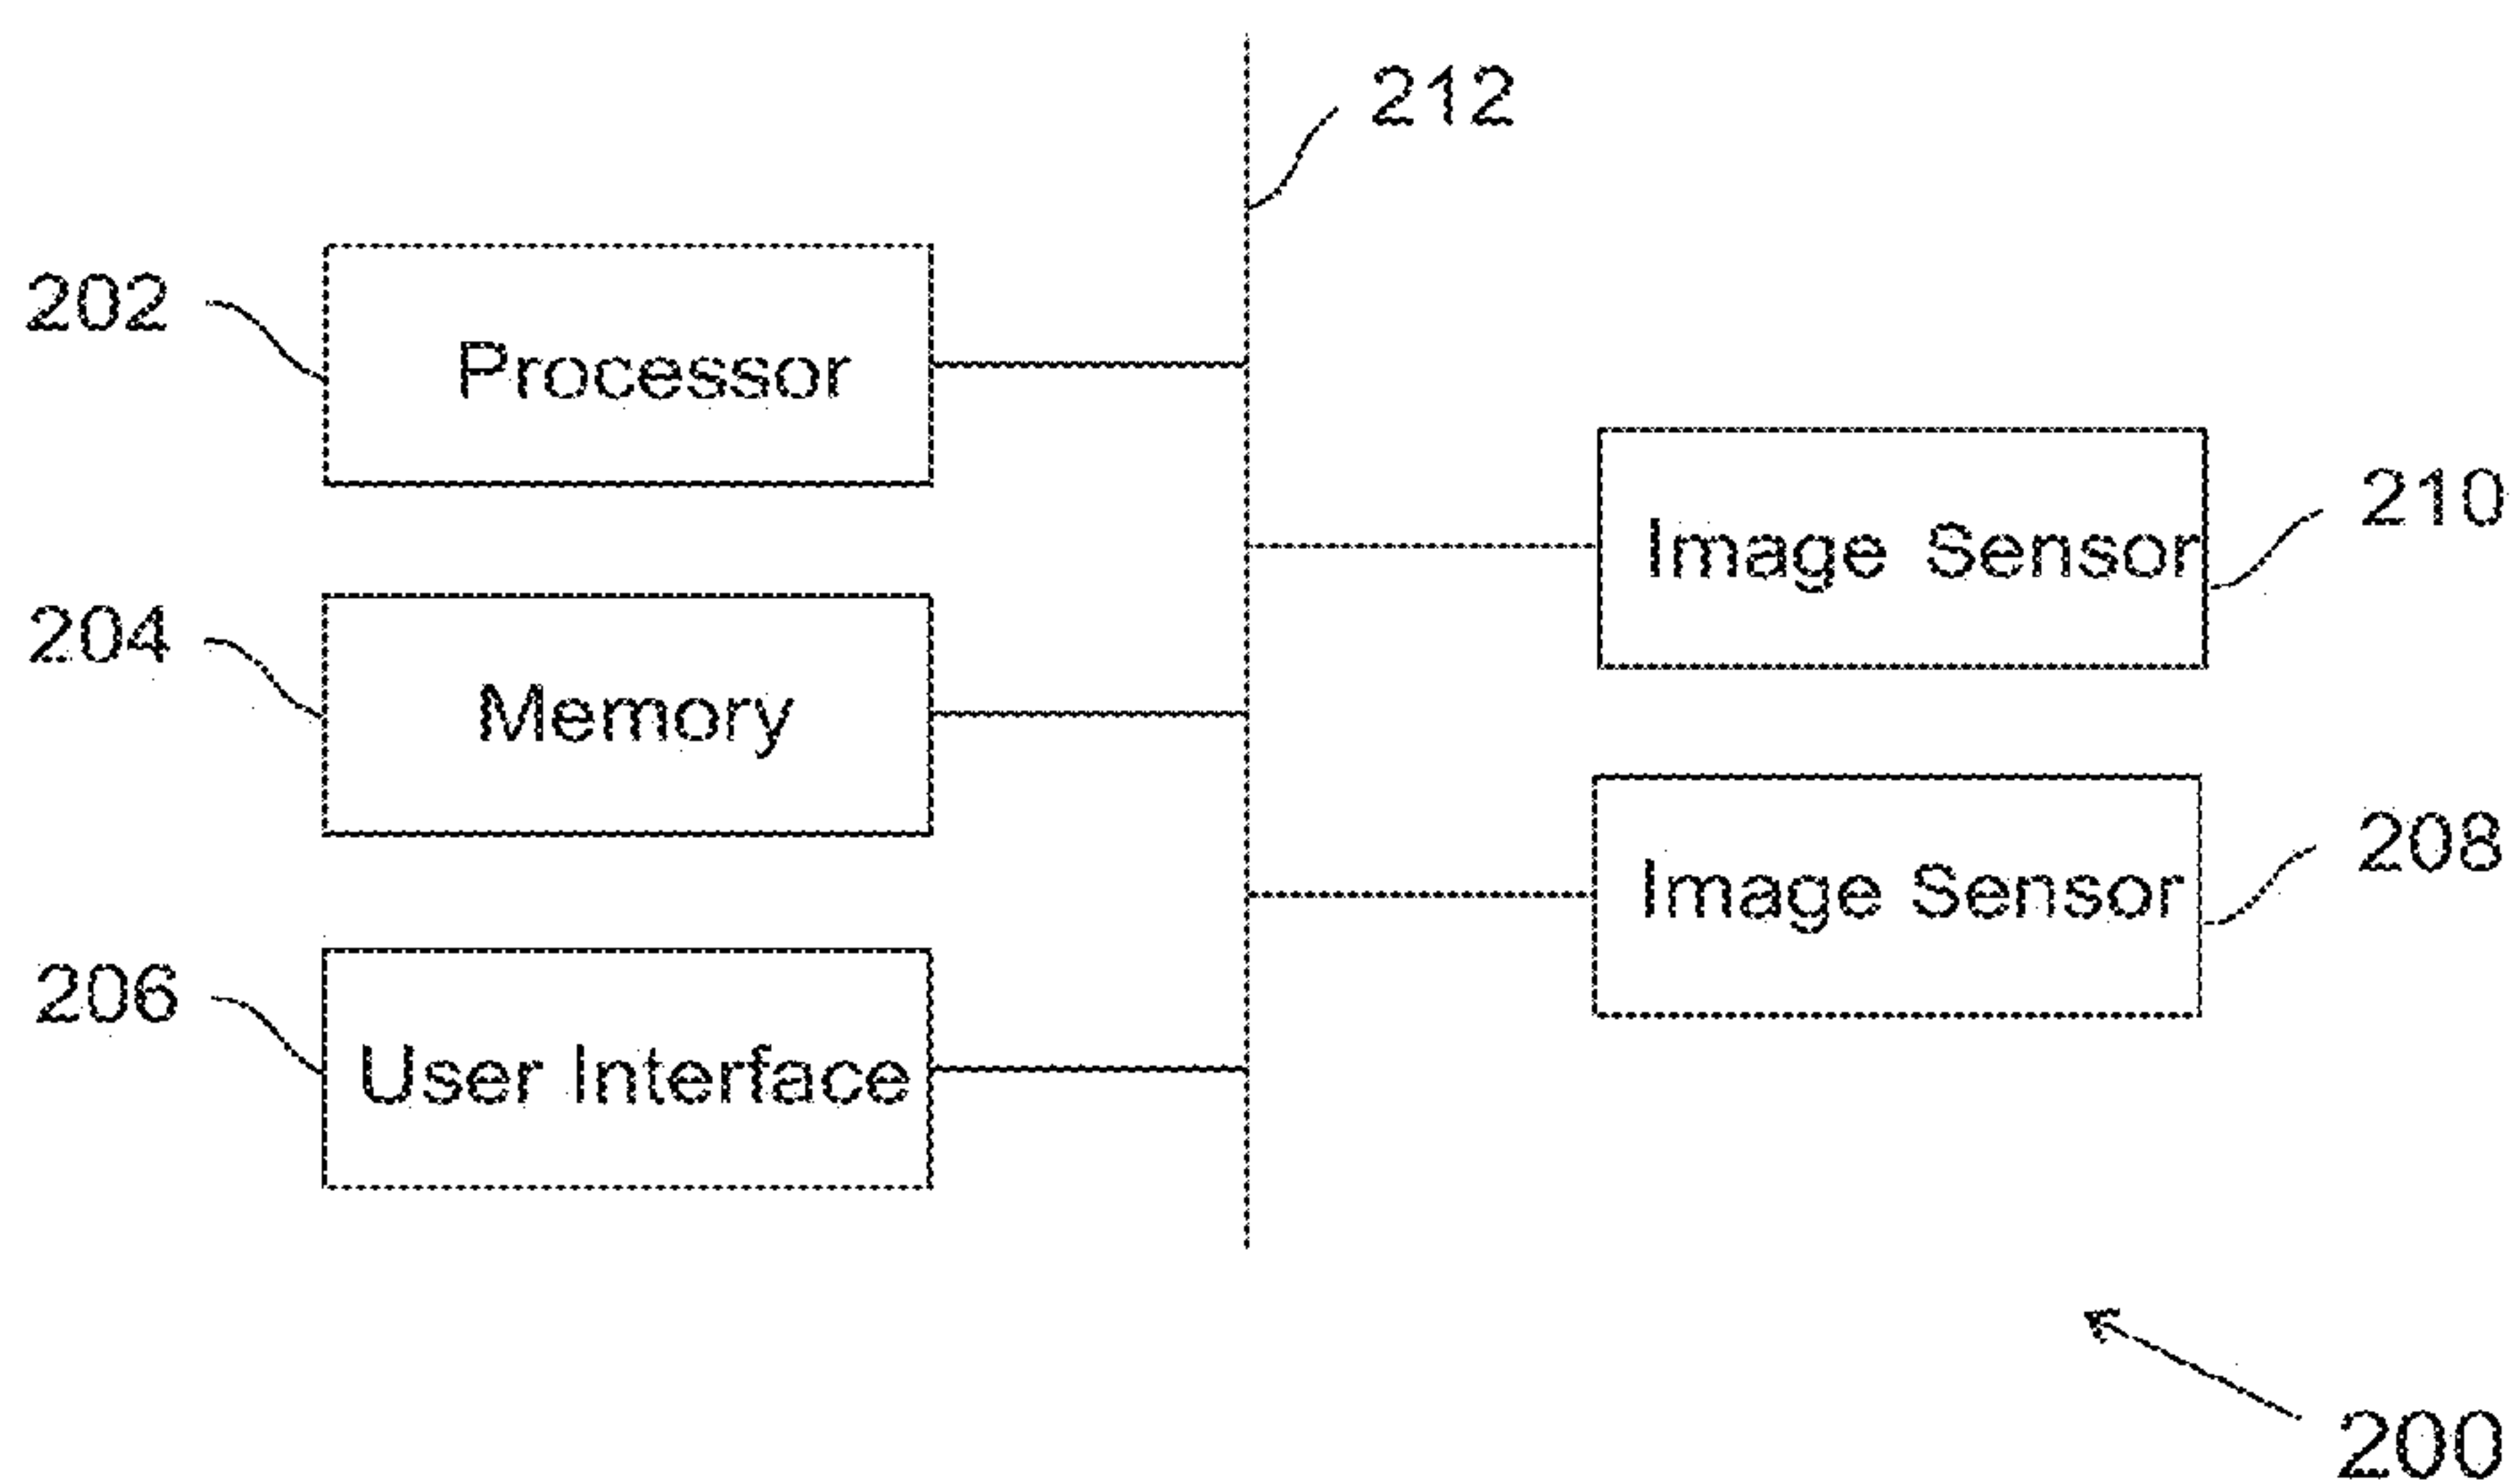 212
202
Processor
210
Image Sensor
204
Memory
208
Image Sensor
206
User Interface
200